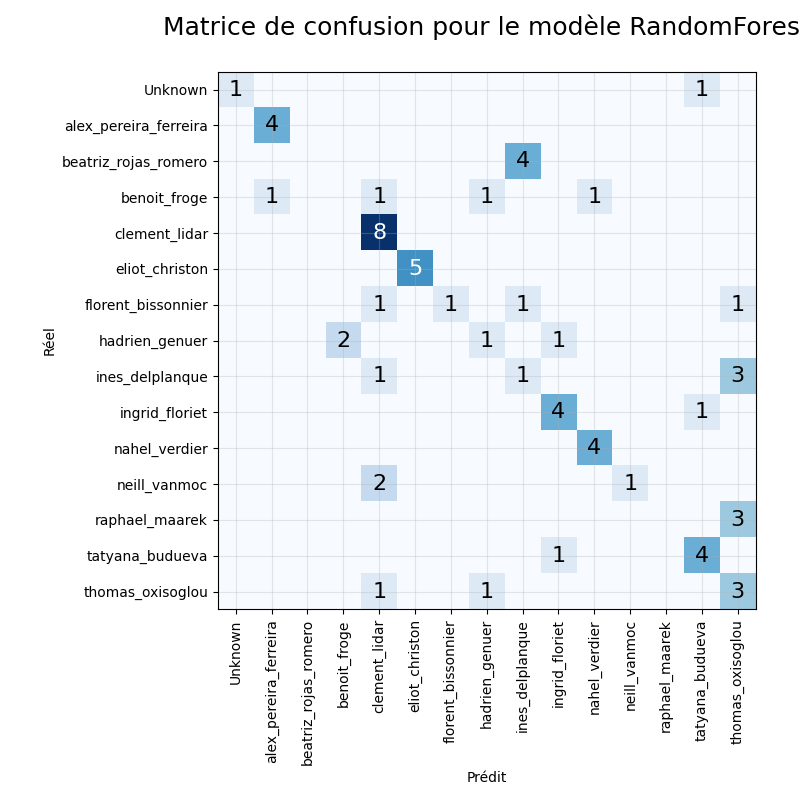 Matrice de confusion pour le modèle RandomFores
Unknown 1 1
alex_pereira_ferreira 4
beatriz_rojas_romero 4
benoit_froge 1 1 1 1
clement_lidar 8
eliot_christon 5
florent_bissonnier 1 1 1 1
Réel
hadrien_genuer 2 1 1
ines_delplanque 1 1 3
ingrid_floriet 4 1
nahel_verdier 4
neill_vanmoc 2 1
raphael_maarek 3
tatyana_budueva 1 4
thomas_oxisoglou 1 1 3
Unknown
alex_pereira_ferreira
beatriz_rojas_romero
benoit_froge
clement_lidar
eliot_christon
florent_bissonnier
hadrien_genuer
ines_delplanque
ingrid_floriet
nahel_verdier
neill_vanmoc
raphael_maarek
tatyana_budueva
thomas_oxisoglou
Prédit